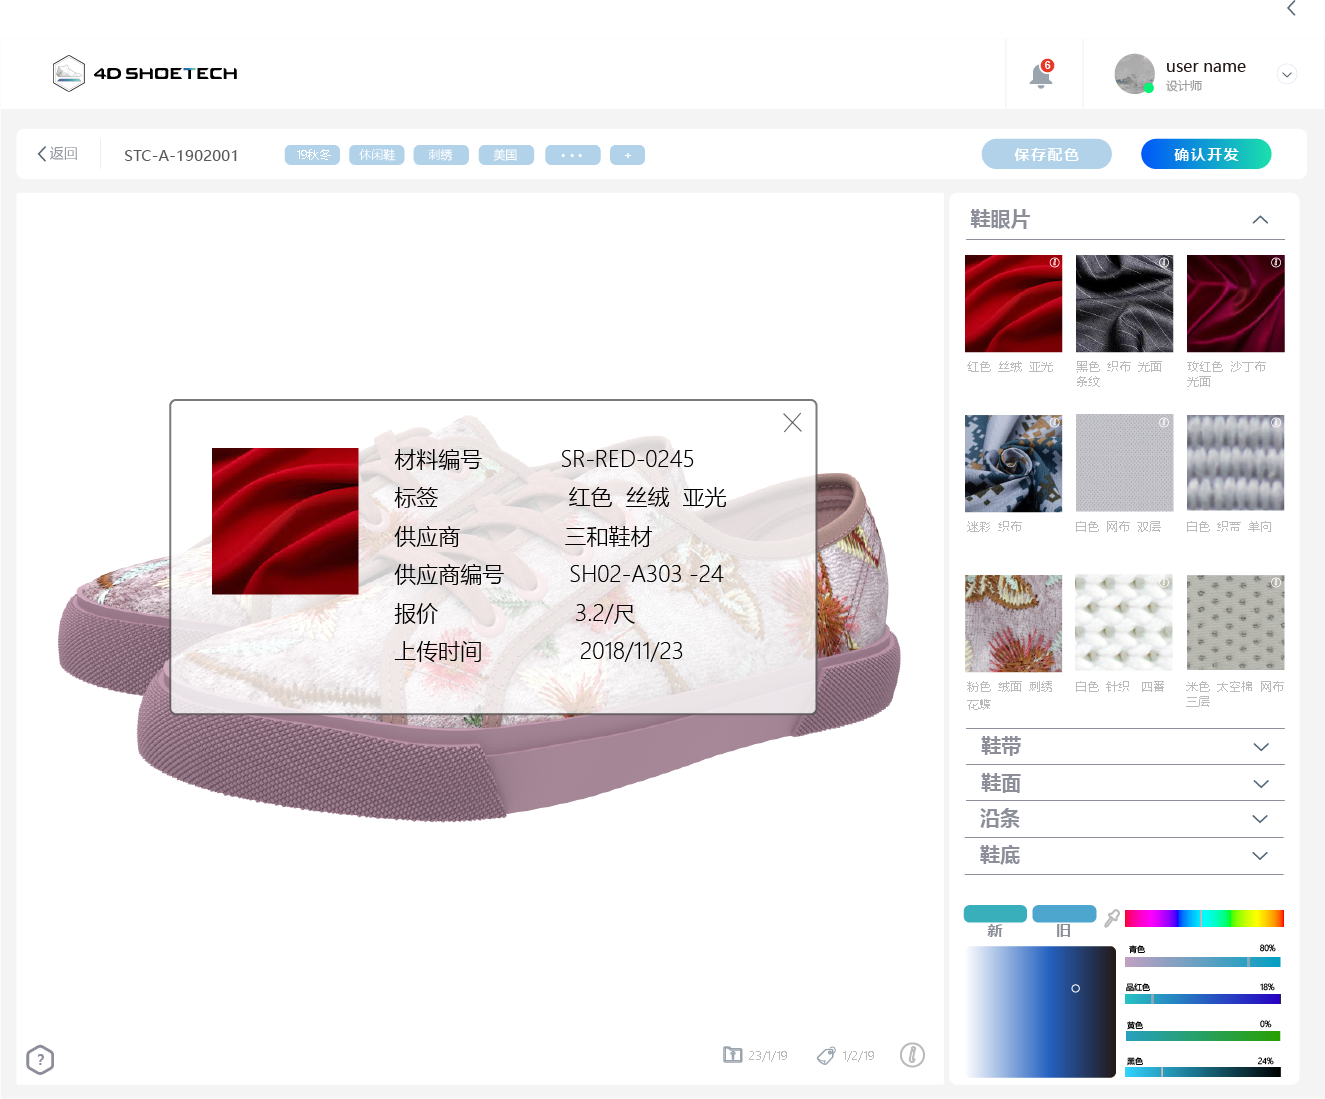 4D SHOETECH
6
user name
设计师
返回
STC-A-1902001
19秋冬
休闲鞋
刺绣
美国
+
保存配色
确认开发
鞋眼片
红色 丝绒 亚光
黑色 织布 光面
条纹
玫红色 沙丁布
光面
迷彩 织布
白色 网布 双层
白色 织带 单向
粉色 绒面 刺绣
花蝶
白色 针织 四番
米色 太空棉 网布
三层
鞋带
鞋面
沿条
鞋底
材料编号 SR-RED-0245
标签 红色 丝绒 亚光
供应商 三和鞋材
供应商编号 SH02-A303 -24
报价 3.2/尺
上传时间 2018/11/23
新
旧
青色 80%
品红色 18%
黄色 0%
黑色 24%
?
23/1/19
1/2/19